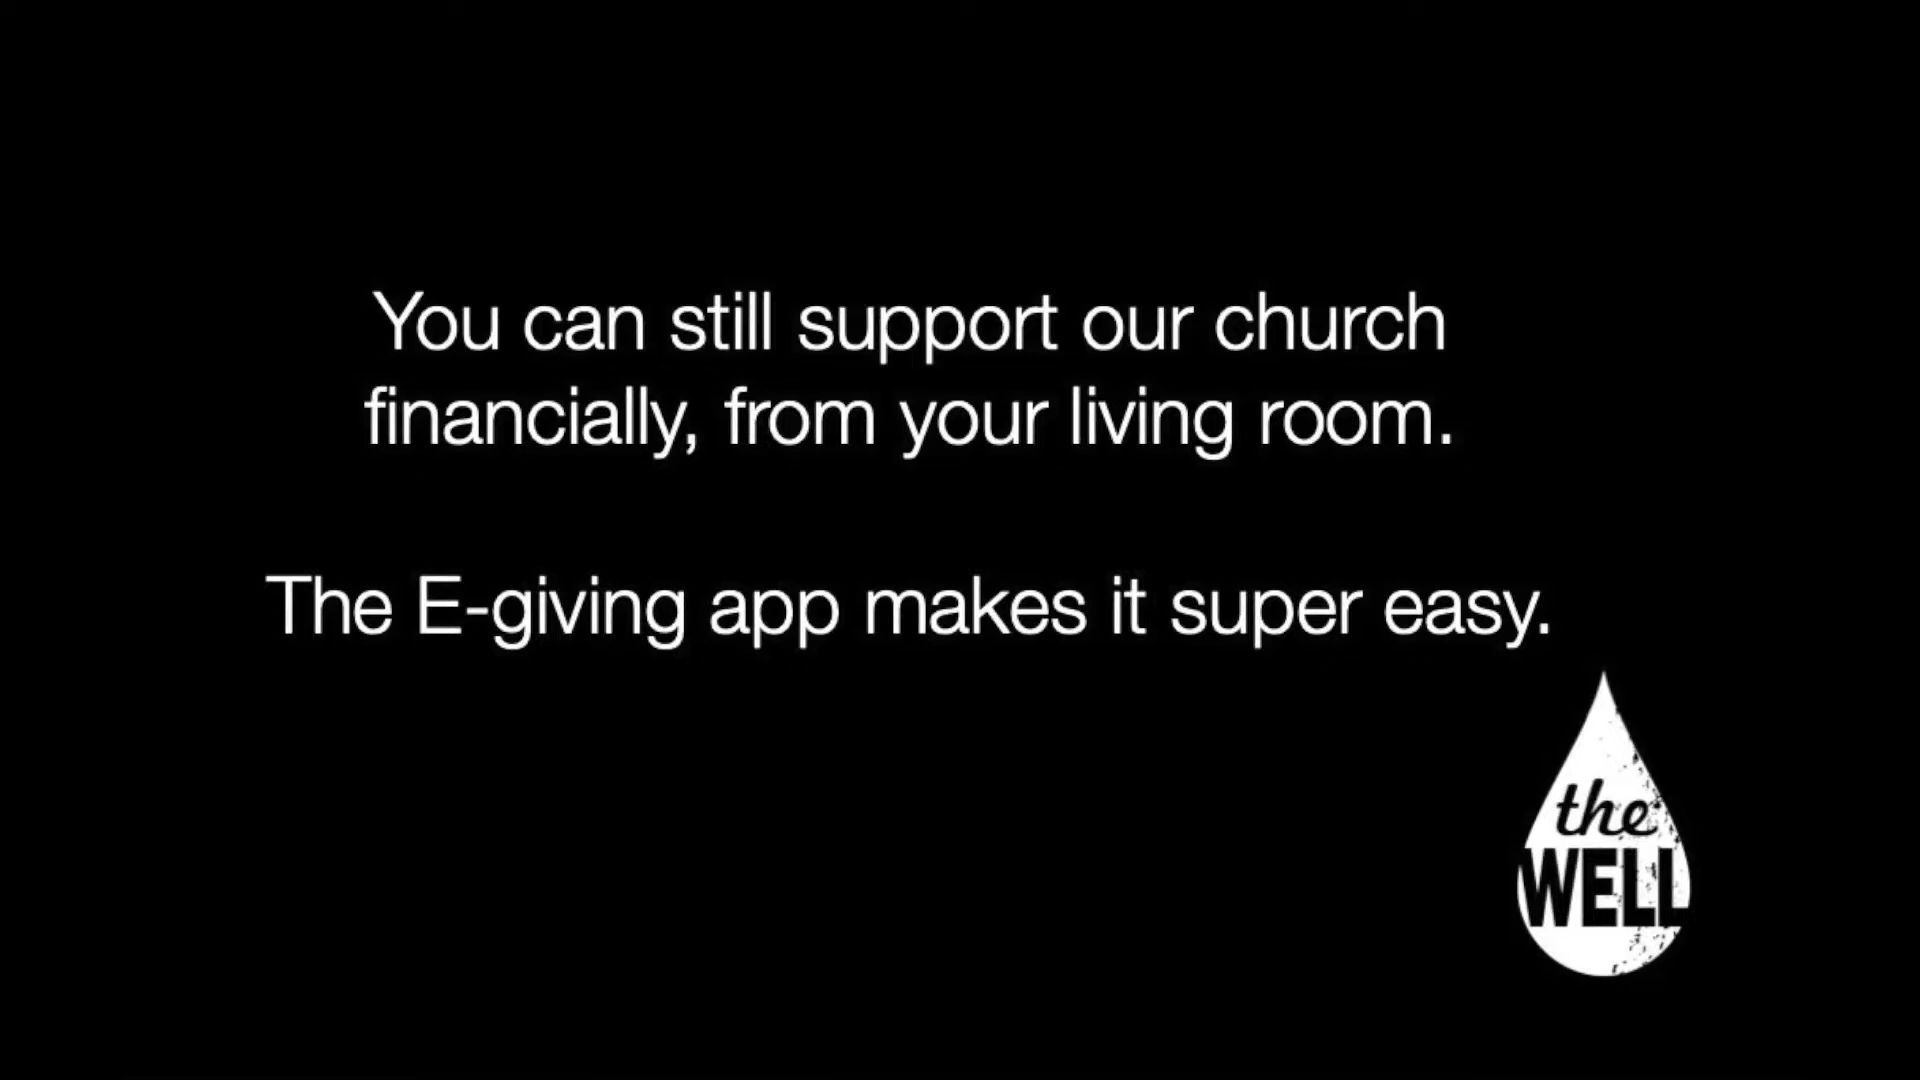 You can still support our church
financially, from your living room.
The E-giving app makes it super easy.
the
WELL